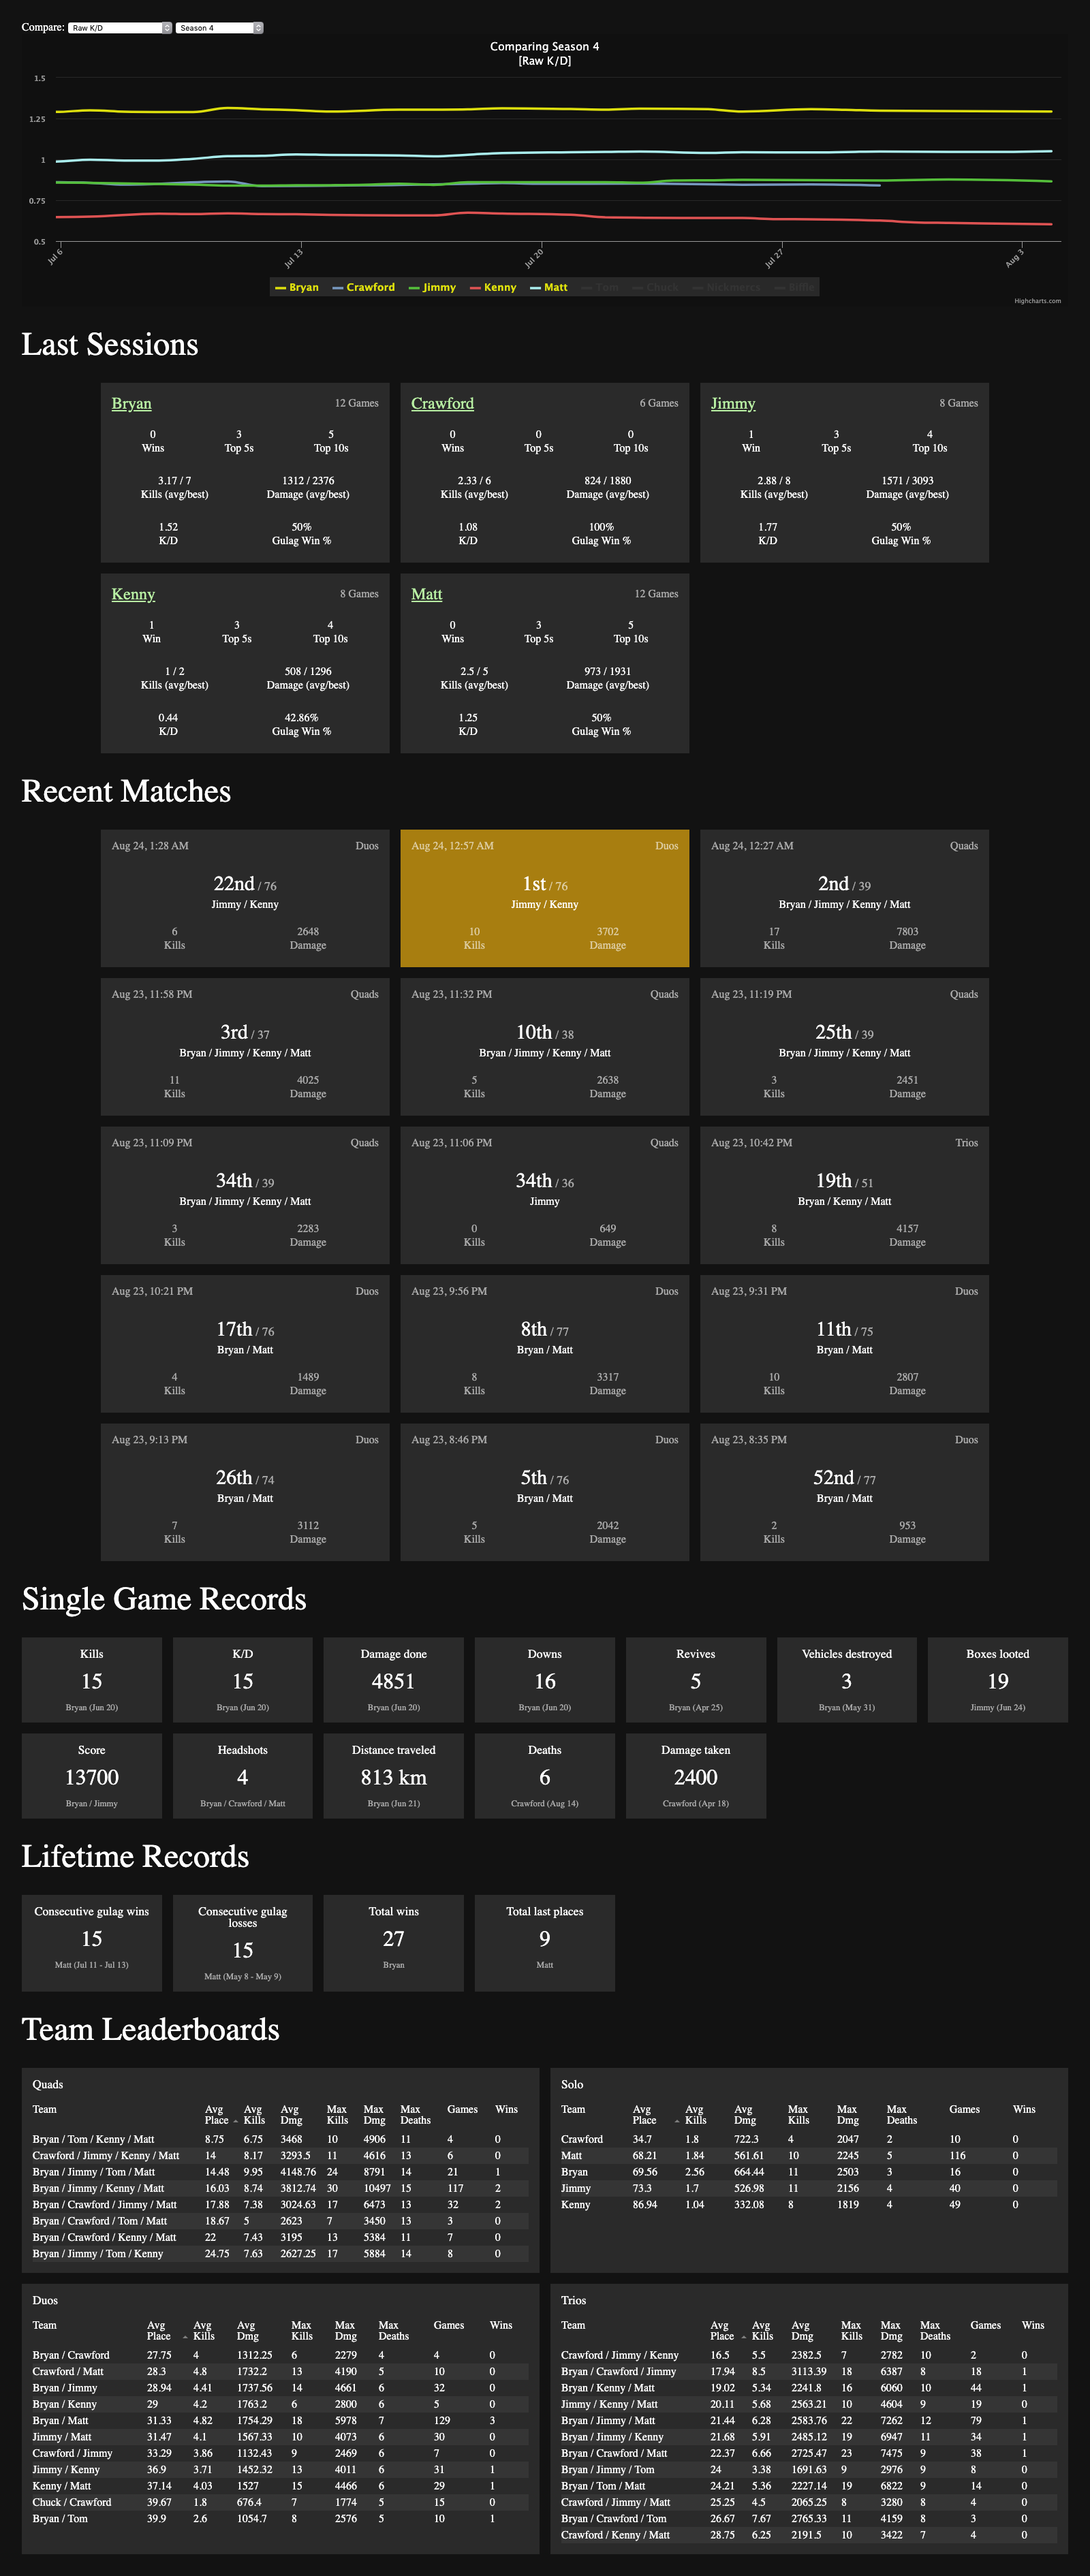 Compare: Raw K/D Season 4
Comparing Season 4
[Raw K/D]
1.5
1.25
1
0.75
0.5
Jul 6 Jul 13 Jul 20 Jul 27 Aug 3
Bryan Crawford Jimmy Kenny Matt Tom Chuck Nickmercs Biffle
Highcharts.com
Last Sessions
Bryan 12 Games
0 3 5
Wins Top 5s Top 10s
3.17 / 7 1312 / 2376
Kills (avg/best) Damage (avg/best)
1.52 50%
K/D Gulag Win %
Crawford 6 Games
0 0 0
Wins Top 5s Top 10s
2.33 / 6 824 / 1880
Kills (avg/best) Damage (avg/best)
1.08 100%
K/D Gulag Win %
Jimmy 8 Games
1 3 4
Win Top 5s Top 10s
2.88 / 8 1571 / 3093
Kills (avg/best) Damage (avg/best)
1.77 50%
K/D Gulag Win %
Kenny 8 Games
1 3 4
Win Top 5s Top 10s
1 / 2 508 / 1296
Kills (avg/best) Damage (avg/best)
0.44 42.86%
K/D Gulag Win %
Matt 12 Games
0 3 5
Wins Top 5s Top 10s
2.5 / 5 973 / 1931
Kills (avg/best) Damage (avg/best)
1.25 50%
K/D Gulag Win %
Recent Matches
Aug 24, 1:28 AM Duos
22nd / 76
Jimmy / Kenny
6 2648
Kills Damage
Aug 24, 12:57 AM Duos
1st / 76
Jimmy / Kenny
10 3702
Kills Damage
Aug 24, 12:27 AM Quads
2nd / 39
Bryan / Jimmy / Kenny / Matt
17 7803
Kills Damage
Aug 23, 11:58 PM Quads
3rd / 37
Bryan / Jimmy / Kenny / Matt
11 4025
Kills Damage
Aug 23, 11:32 PM Quads
10th / 38
Bryan / Jimmy / Kenny / Matt
5 2638
Kills Damage
Aug 23, 11:19 PM Quads
25th / 39
Bryan / Jimmy / Kenny / Matt
3 2451
Kills Damage
Aug 23, 11:09 PM Quads
34th / 39
Bryan / Jimmy / Kenny / Matt
3 2283
Kills Damage
Aug 23, 11:06 PM Quads
34th / 36
Jimmy
0 649
Kills Damage
Aug 23, 10:42 PM Trios
19th / 51
Bryan / Kenny / Matt
8 4157
Kills Damage
Aug 23, 10:21 PM Duos
17th / 76
Bryan / Matt
4 1489
Kills Damage
Aug 23, 9:56 PM Duos
8th / 77
Bryan / Matt
8 3317
Kills Damage
Aug 23, 9:31 PM Duos
11th / 75
Bryan / Matt
10 2807
Kills Damage
Aug 23, 9:13 PM Duos
26th / 74
Bryan / Matt
7 3112
Kills Damage
Aug 23, 8:46 PM Duos
5th / 76
Bryan / Matt
5 2042
Kills Damage
Aug 23, 8:35 PM Duos
52nd / 77
Bryan / Matt
2 953
Kills Damage
Single Game Records
Kills
15
Bryan (Jun 20)
K/D
15
Bryan (Jun 20)
Damage done
4851
Bryan (Jun 20)
Downs
16
Bryan (Jun 20)
Revives
5
Bryan (Apr 25)
Vehicles destroyed
3
Bryan (May 31)
Boxes looted
19
Jimmy (Jun 24)
Score
13700
Bryan / Jimmy
Headshots
4
Bryan / Crawford / Matt
Distance traveled
813 km
Bryan (Jun 21)
Deaths
6
Crawford (Aug 14)
Damage taken
2400
Crawford (Apr 18)
Lifetime Records
Consecutive gulag wins
15
Matt (Jul 11 - Jul 13)
Consecutive gulag
losses
15
Matt (May 8 - May 9)
Total wins
27
Bryan
Total last places
9
Matt
Team Leaderboards
Quads
Team Avg Place Avg Kills Avg Dmg Max Kills Max Dmg Max Deaths Games Wins
Bryan / Tom / Kenny / Matt 8.75 6.75 3468 10 4906 11 4 0
Crawford / Jimmy / Kenny / Matt 14 8.17 3293.5 11 4616 13 6 0
Bryan / Jimmy / Tom / Matt 14.48 9.95 4148.76 24 8791 14 21 1
Bryan / Jimmy / Kenny / Matt 16.03 8.74 3812.74 30 10497 15 117 2
Bryan / Crawford / Jimmy / Matt 17.88 7.38 3024.63 17 6473 13 32 2
Bryan / Crawford / Tom / Matt 18.67 5 2623 7 3450 13 3 0
Bryan / Crawford / Kenny / Matt 22 7.43 3195 13 5384 11 7 0
Bryan / Jimmy / Tom / Kenny 24.75 7.63 2627.25 17 5884 14 8 0
Solo
Team Avg Place Avg Kills Avg Dmg Max Kills Max Dmg Max Deaths Games Wins
Crawford 34.7 1.8 722.3 4 2047 2 10 0
Matt 68.21 1.84 561.61 10 2245 5 116 0
Bryan 69.56 2.56 664.44 11 2503 3 16 0
Jimmy 73.3 1.7 526.98 11 2156 4 40 0
Kenny 86.94 1.04 332.08 8 1819 4 49 0
Duos
Team Avg Place Avg Kills Avg Dmg Max Kills Max Dmg Max Deaths Games Wins
Bryan / Crawford 27.75 4 1312.25 6 2279 4 4 0
Crawford / Matt 28.3 4.8 1732.2 13 4190 5 10 0
Bryan / Jimmy 28.94 4.41 1737.56 14 4661 6 32 0
Bryan / Kenny 29 4.2 1763.2 6 2800 6 5 0
Bryan / Matt 31.33 4.82 1754.29 18 5978 7 129 3
Jimmy / Matt 31.47 4.1 1567.33 10 4073 6 30 0
Crawford / Jimmy 33.29 3.86 1132.43 9 2469 6 7 0
Jimmy / Kenny 36.9 3.71 1452.32 13 4011 6 31 1
Kenny / Matt 37.14 4.03 1527 15 4466 6 29 1
Chuck / Crawford 39.67 1.8 676.4 7 1774 5 15 0
Bryan / Tom 39.9 2.6 1054.7 8 2576 5 10 1
Trios
Team Avg Place Avg Kills Avg Dmg Max Kills Max Dmg Max Deaths Games Wins
Crawford / Jimmy / Kenny 16.5 5.5 2382.5 7 2782 10 2 0
Bryan / Crawford / Jimmy 17.94 8.5 3113.39 18 6387 8 18 1
Bryan / Kenny / Matt 19.02 5.34 2241.8 16 6060 10 44 1
Jimmy / Kenny / Matt 20.11 5.68 2563.21 10 4604 9 19 0
Bryan / Jimmy / Matt 21.44 6.28 2583.76 22 7262 12 79 1
Bryan / Jimmy / Kenny 21.68 5.91 2485.12 19 6947 11 34 1
Bryan / Crawford / Matt 22.37 6.66 2725.47 23 7475 9 38 1
Bryan / Jimmy / Tom 24 3.38 1691.63 9 2976 9 8 0
Bryan / Tom / Matt 24.21 5.36 2227.14 19 6822 9 14 0
Crawford / Jimmy / Matt 25.25 4.5 2065.25 8 3280 8 4 0
Bryan / Crawford / Tom 26.67 7.67 2765.33 11 4159 8 3 0
Crawford / Kenny / Matt 28.75 6.25 2191.5 10 3422 7 4 0